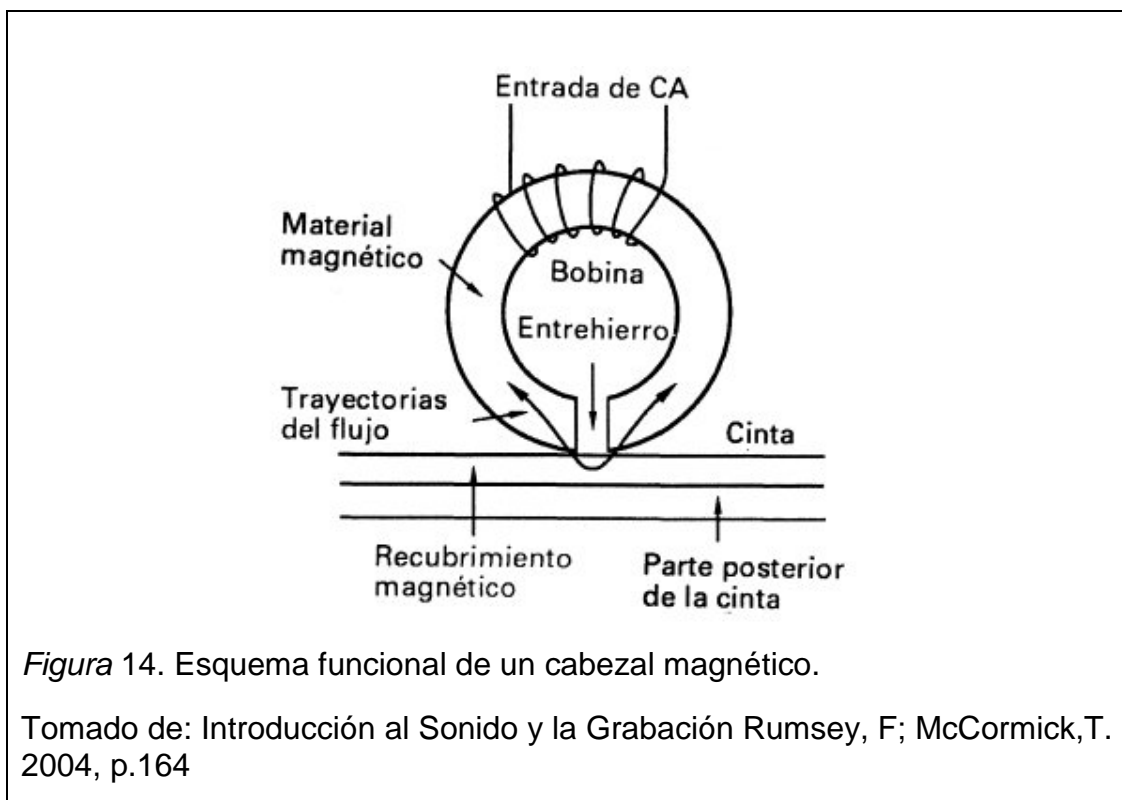 Entrada de CA
Material
magnético
Bobina
Entrehierro
Trayectorias
del flujo
Cinta
Recubrimiento
magnético
Parte posterior
de la cinta
Figura 14. Esquema funcional de un cabezal magnético.
Tomado de: Introducción al Sonido y la Grabación Rumsey, F; McCormick,T.
2004, p.164